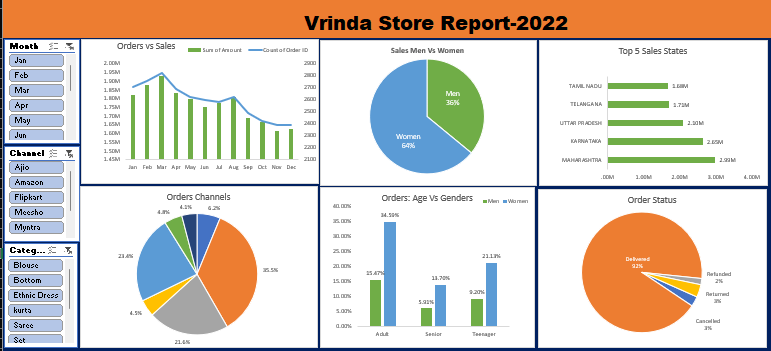 Vrinda Store Report-2022
Month
Jan
Feb
Mar
Apr
May
Jun
Channel
Ajio
Amazon
Flipkart
Meesho
Myntra
Categ...
Blouse
Bottom
Ethnic Dress
kurta
Saree
Set
Orders vs Sales
Sum of Amount Count of Order ID
2.00M 2900
1.95M 2800
1.90M 2700
1.85M 2600
1.80M 2500
1.75M 2400
1.70M
1.65M 2300
1.60M
1.55M 2200
1.50M
1.45M 2100
Jan Feb Mar Apr May Jun Jul Aug Sep Oct Nov Dec
Sales Men Vs Women
Men
36%
Women
64%
Top 5 Sales States
TAMIL NADU 1.68M
TELANGANA 1.71M
UTTAR PRADESH 2.10M
KARNATAKA 2.65M
MAHARASHTRA 2.99M
.00M 1.00M 2.00M 3.00M 4.00M
Orders Channels
4.8% 4.1% 6.2%
23.4%
35.5%
4.5%
21.6%
Orders: Age Vs Genders
Men Women
40.00%
35.00%
30.00%
25.00%
20.00%
15.00%
10.00%
5.00%
0.00%
34.59%
15.47%
5.91%
13.70%
9.20%
21.13%
Adult Senior Teenager
Order Status
Delivered
92%
Refunded
2%
Returned
3%
Cancelled
3%